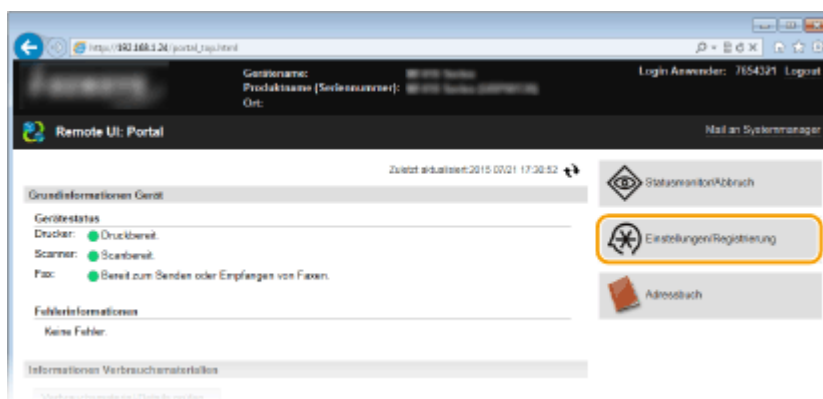 http://192.168.1.24/portal_top.html
Gerätename:
Produktname (Seriennummer):
Ort:
Login Anwender: 7654321 Logout
Remote UI: Portal
Mail an Systemmanager
Zuletzt aktualisiert:2015 07/21 17:30:52
Grundinformationen Gerät
Gerätestatus
Drucker: Druckbereit.
Scanner: Scanbereit.
Fax: Bereit zum Senden oder Empfangen von Faxen.
Fehlerinformationen
Keine Fehler.
Informationen Verbrauchsmaterialien
Statusmonitor/Abbruch
Einstellungen/Registrierung
Adressbuch